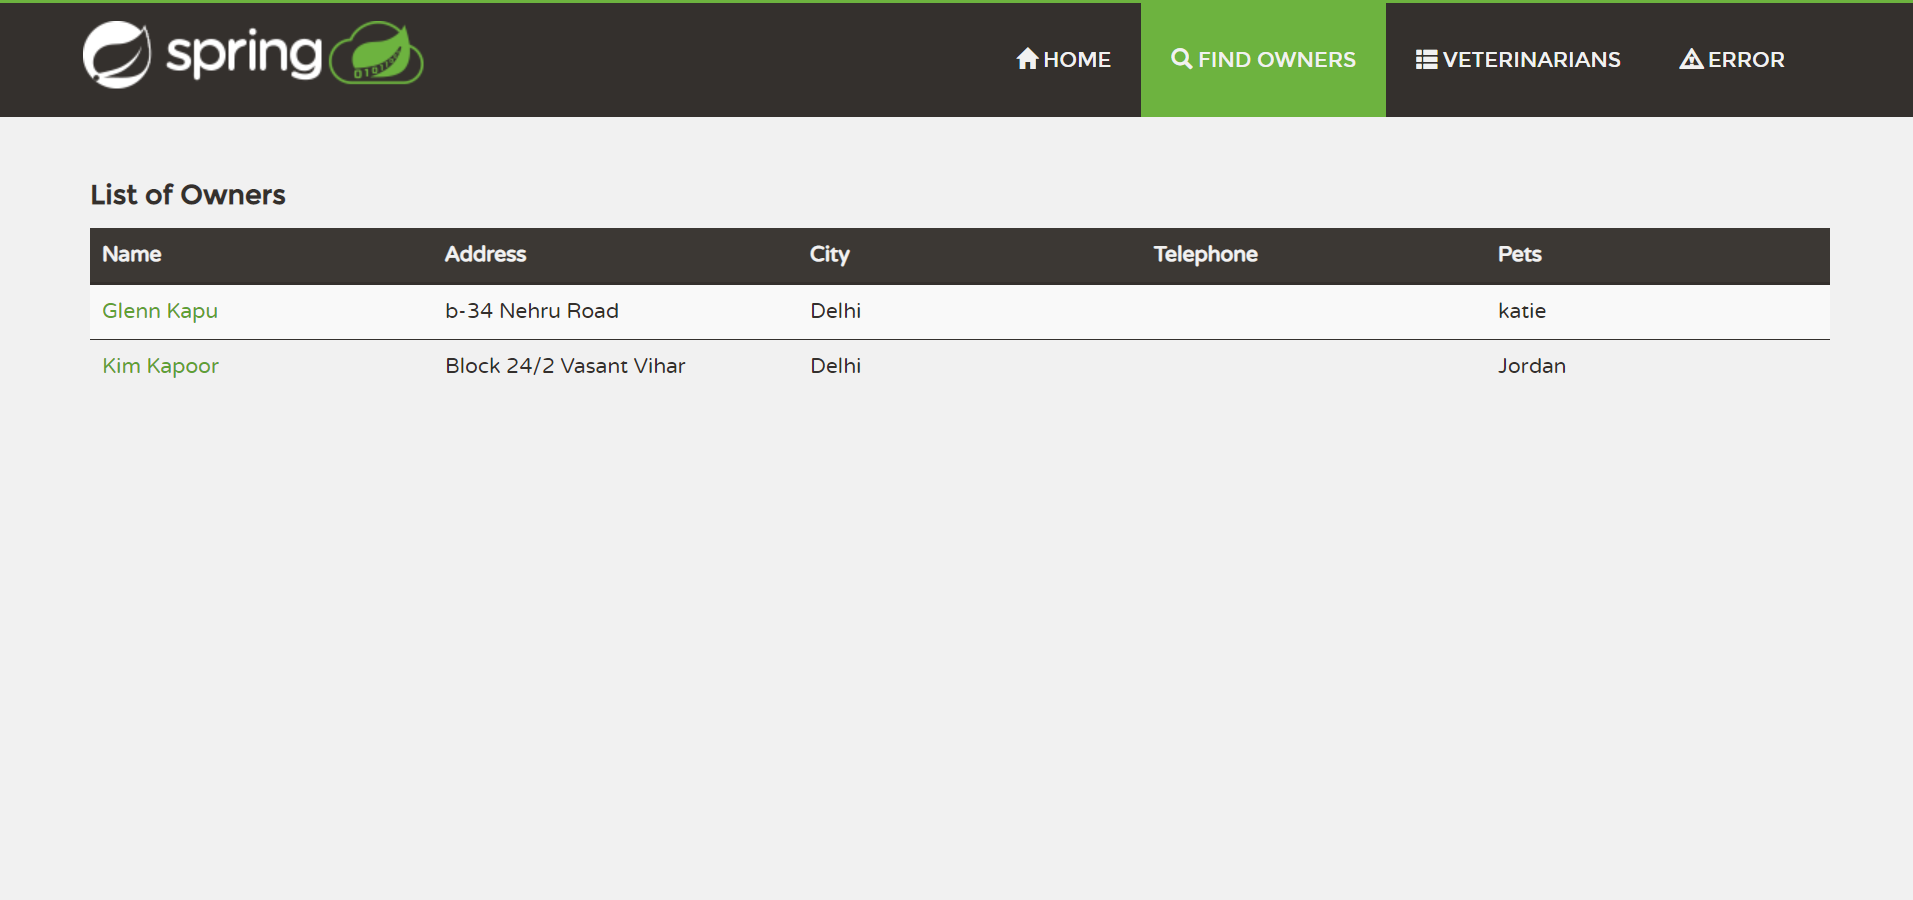 spring
HOME FIND OWNERS VETERINARIANS ERROR
List of Owners
Name Address City Telephone Pets
Glenn Kapu b-34 Nehru Road Delhi katie
Kim Kapoor Block 24/2 Vasant Vihar Delhi Jordan